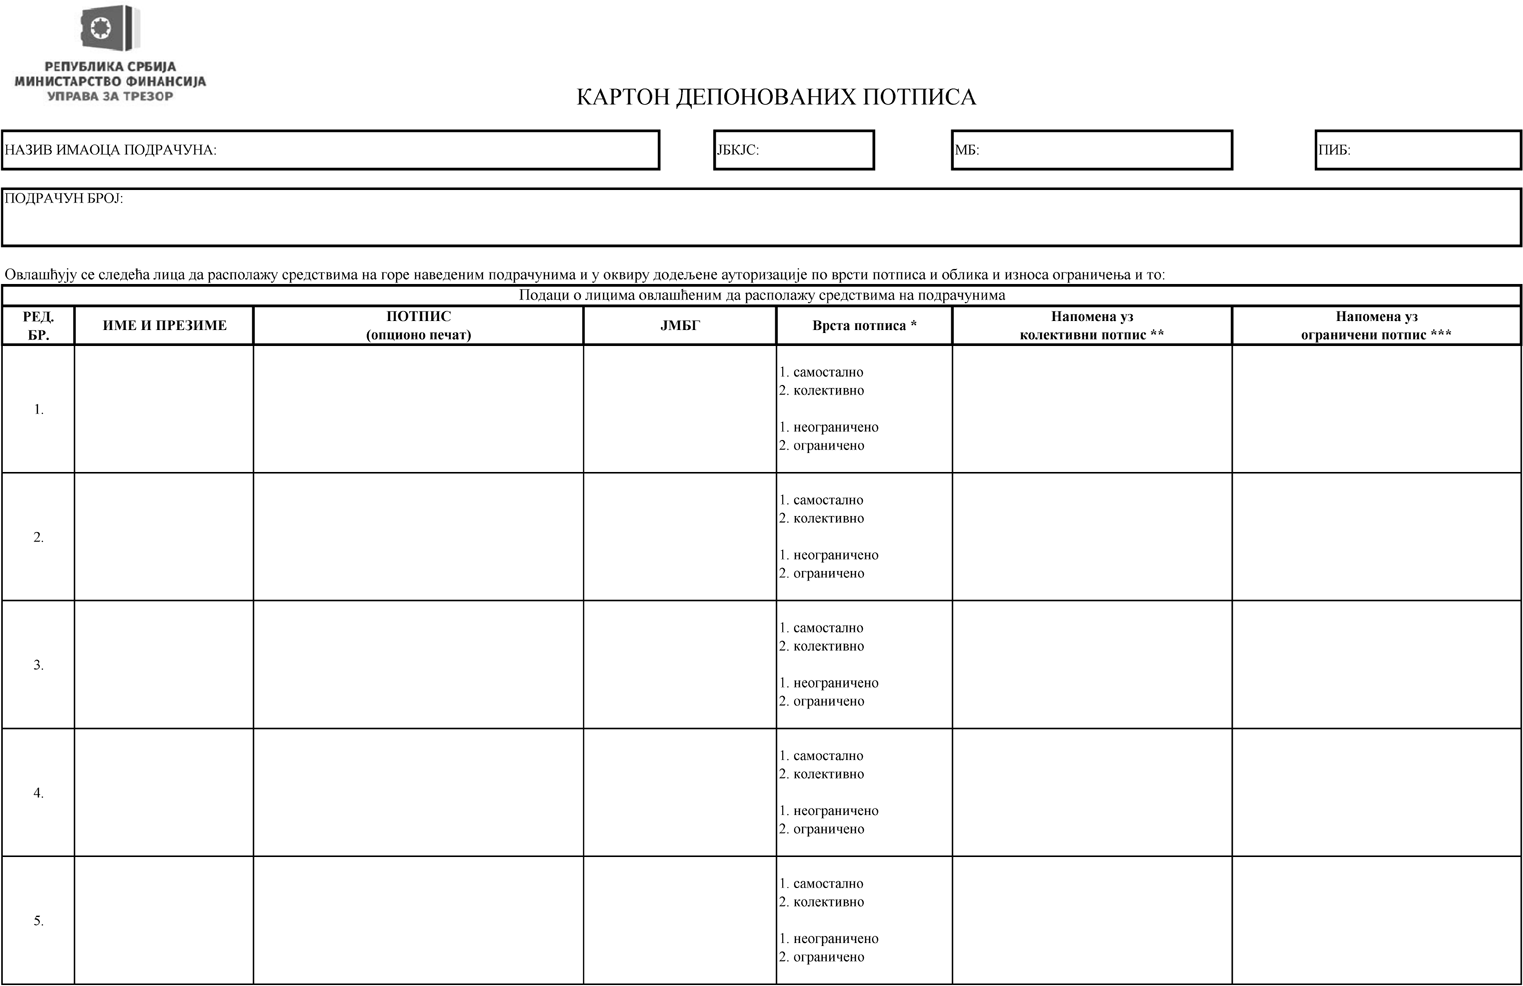 РЕПУБЛИКА СРБИЈА
МИНИСТАРСТВО ФИНАНСИЈА
УПРАВА ЗА ТРЕЗОР
КАРТОН ДЕПОНОВАНИХ ПОТПИСА
НАЗИВ ИМАОЦА ПОДРАЧУНА:
ЈБКЈС:
МБ:
ПИБ:
ПОДРАЧУН БРОЈ:
Овлашћују се следећа лица да располажу средствима на горе наведеним подрачунима и у оквиру додељене ауторизације по врсти потписа и облика и износа ограничења и то:
Подаци о лицима овлашћеним да располажу средствима на подрачунима
РЕД.
БР.
ИМЕ И ПРЕЗИМЕ
ПОТПИС
(опционо печат)
ЈМБГ
Врста потписа *
Напомена уз
колективни потпис **
Напомена уз
ограничени потпис ***
1.
1. самостално
2. колективно
1. неограничено
2. ограничено
2.
1. самостално
2. колективно
1. неограничено
2. ограничено
3.
1. самостално
2. колективно
1. неограничено
2. ограничено
4.
1. самостално
2. колективно
1. неограничено
2. ограничено
5.
1. самостално
2. колективно
1. неограничено
2. ограничено